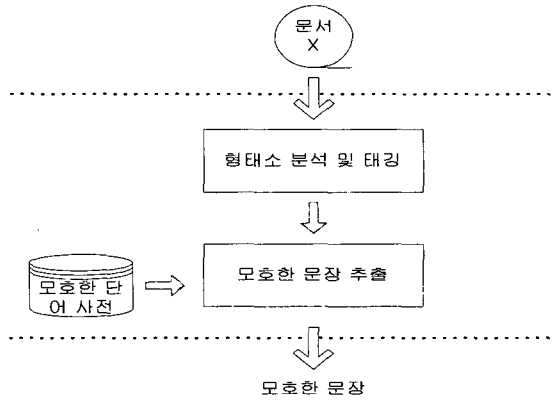 문서
X
형태소 분석 및 태깅
모호한 문장 추출
모호한 단
어 사전
모호한 문장